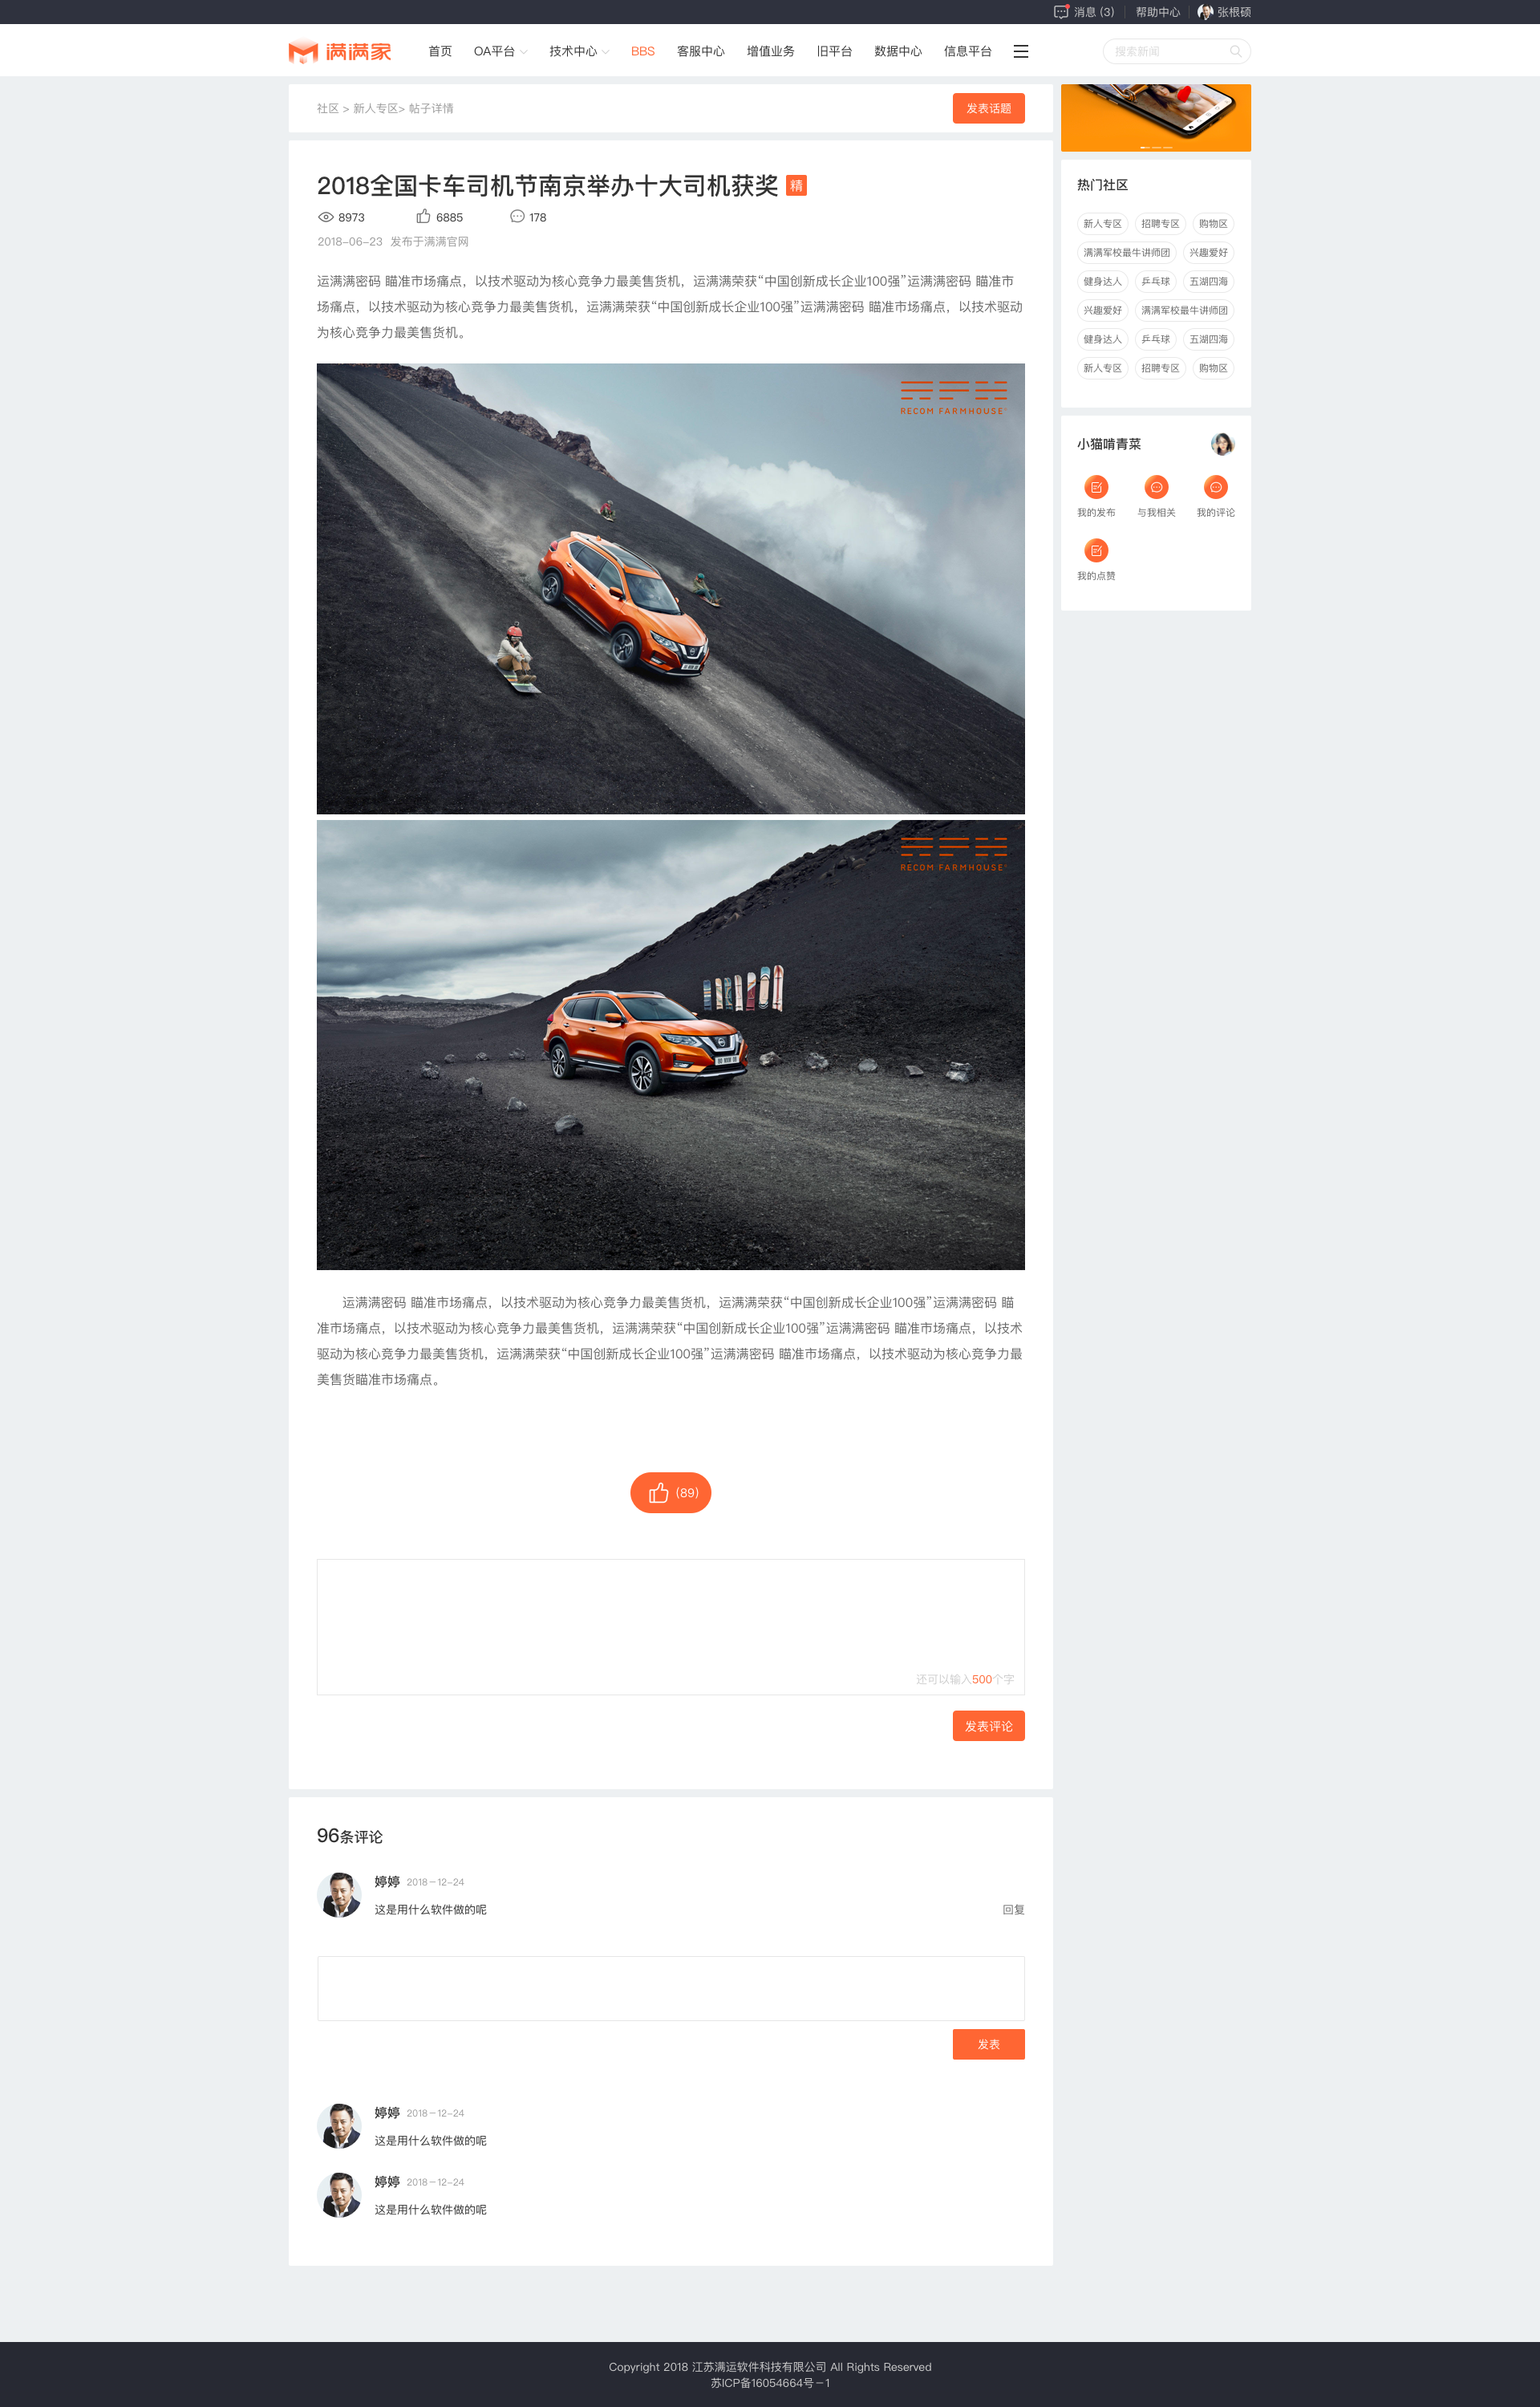 消息 (3) 帮助中心 张根硕
满满家 首页 OA平台 技术中心 BBS 客服中心 增值业务 旧平台 数据中心 信息平台 搜索新闻
社区 > 新人专区> 帖子详情 发表话题
2018全国卡车司机节南京举办十大司机获奖 精
8973 6885 178
2018-06-23 发布于满满官网
运满满密码 瞄准市场痛点，以技术驱动为核心竞争力最美售货机，运满满荣获“中国创新成长企业100强”运满满密码 瞄准市
场痛点，以技术驱动为核心竞争力最美售货机，运满满荣获“中国创新成长企业100强”运满满密码 瞄准市场痛点，以技术驱动
为核心竞争力最美售货机。
RECOM FARMHOUSE
RECOM FARMHOUSE
运满满密码 瞄准市场痛点，以技术驱动为核心竞争力最美售货机，运满满荣获“中国创新成长企业100强”运满满密码 瞄
准市场痛点，以技术驱动为核心竞争力最美售货机，运满满荣获“中国创新成长企业100强”运满满密码 瞄准市场痛点，以技术
驱动为核心竞争力最美售货机，运满满荣获“中国创新成长企业100强”运满满密码 瞄准市场痛点，以技术驱动为核心竞争力最
美售货瞄准市场痛点。
(89)
还可以输入500个字
发表评论
96条评论
婷婷 2018-12-24
这是用什么软件做的呢 回复
发表
婷婷 2018-12-24
这是用什么软件做的呢
婷婷 2018-12-24
这是用什么软件做的呢
热门社区
新人专区 招聘专区 购物区
满满军校最牛讲师团 兴趣爱好
健身达人 乒乓球 五湖四海
兴趣爱好 满满军校最牛讲师团
健身达人 乒乓球 五湖四海
新人专区 招聘专区 购物区
小猫啃青菜
我的发布 与我相关 我的评论
我的点赞
Copyright 2018 江苏满运软件科技有限公司 All Rights Reserved
苏ICP备16054664号-1